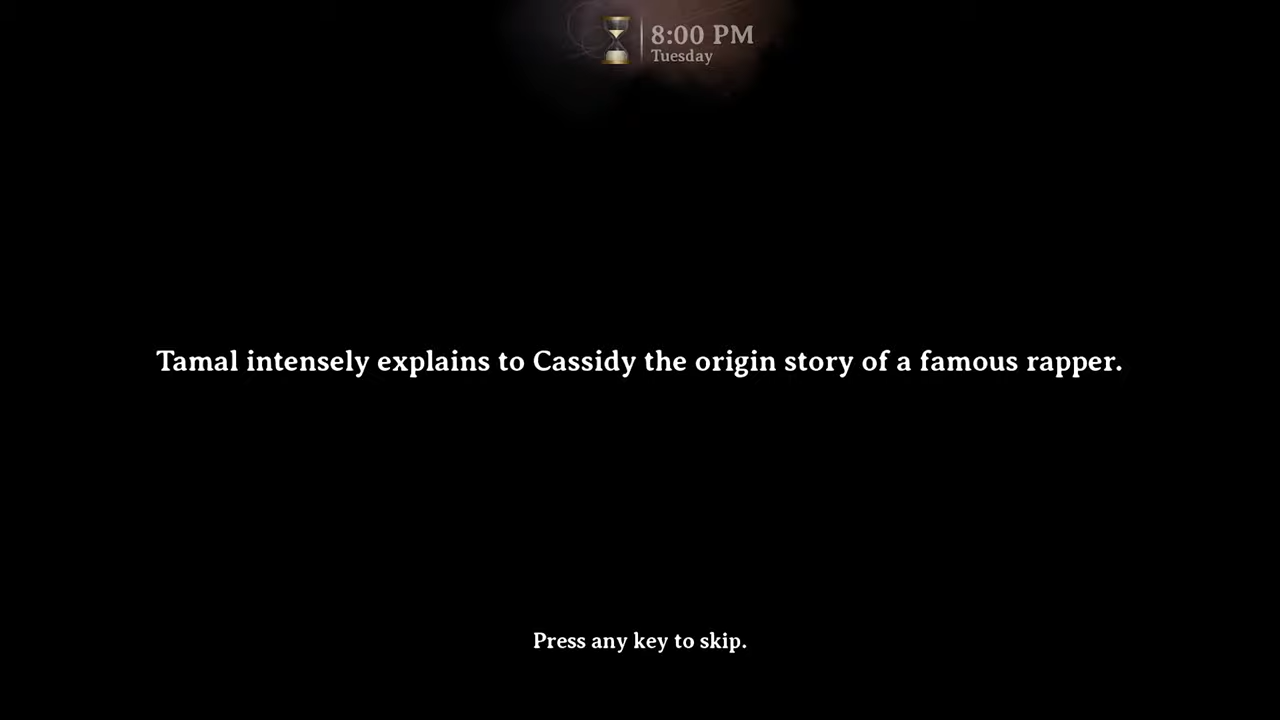 8:00 PM
Tuesday
Tamal intensely explains to Cassidy the origin story of a famous rapper.
Press any key to skip.